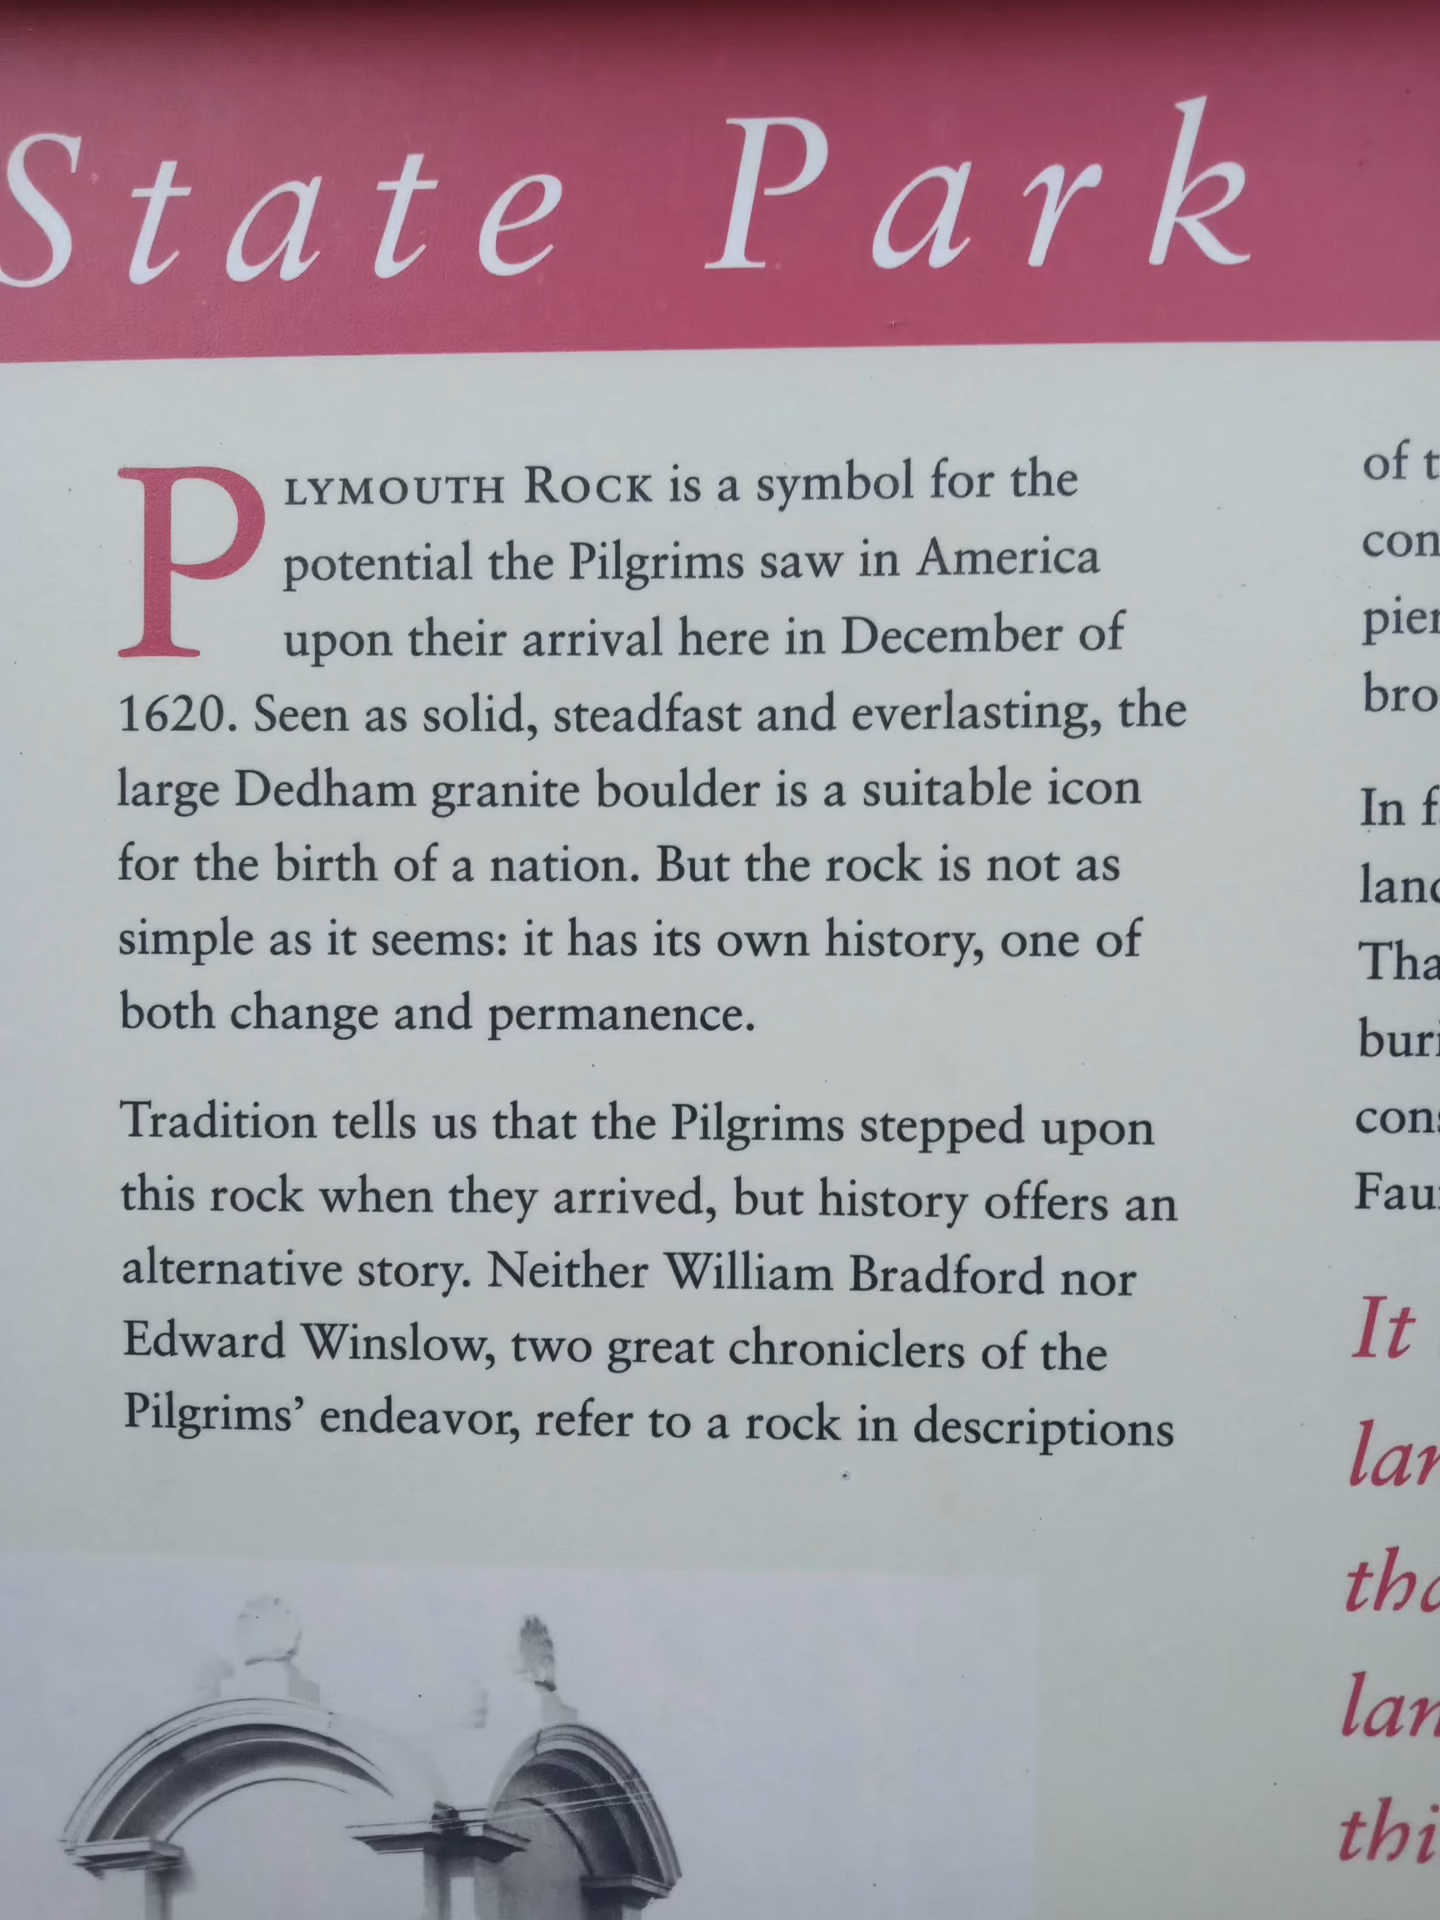 State Park
PLYMOUTH ROCK is a symbol for the
potential the Pilgrims saw in America
upon their arrival here in December of
1620. Seen as solid, steadfast and everlasting, the
large Dedham granite boulder is a suitable icon
for the birth of a nation. But the rock is not as
simple as it seems: it has its own history, one of
both change and permanence.
Tradition tells us that the Pilgrims stepped upon
this rock when they arrived, but history offers an
alternative story. Neither William Bradford nor
Edward Winslow, two great chroniclers of the
Pilgrims’ endeavor, refer to a rock in descriptions
of
In
It